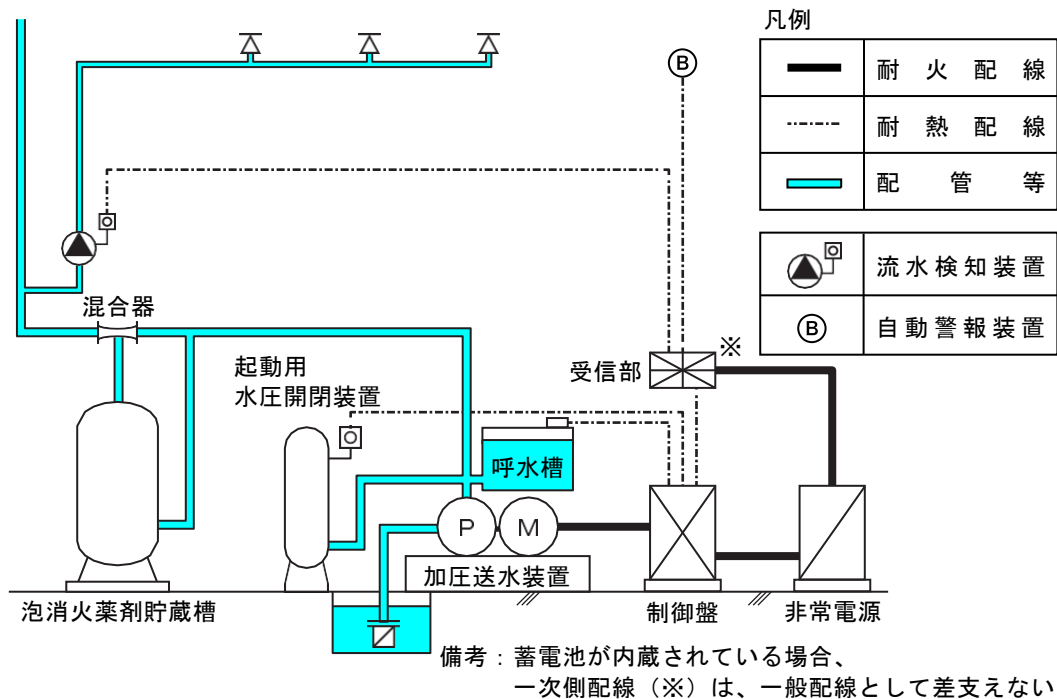 凡例
耐火配線
耐熱配線
配管等
流水検知装置
Ⓑ
自動警報装置
Ⓑ
混合器
起動用
水圧開閉装置
受信部
※
呼水槽
P
M
加圧送水装置
泡消火薬剤貯蔵槽
制御盤
非常電源
備考：蓄電池が内蔵されている場合、
一次側配線（※）は、一般配線として差支えない